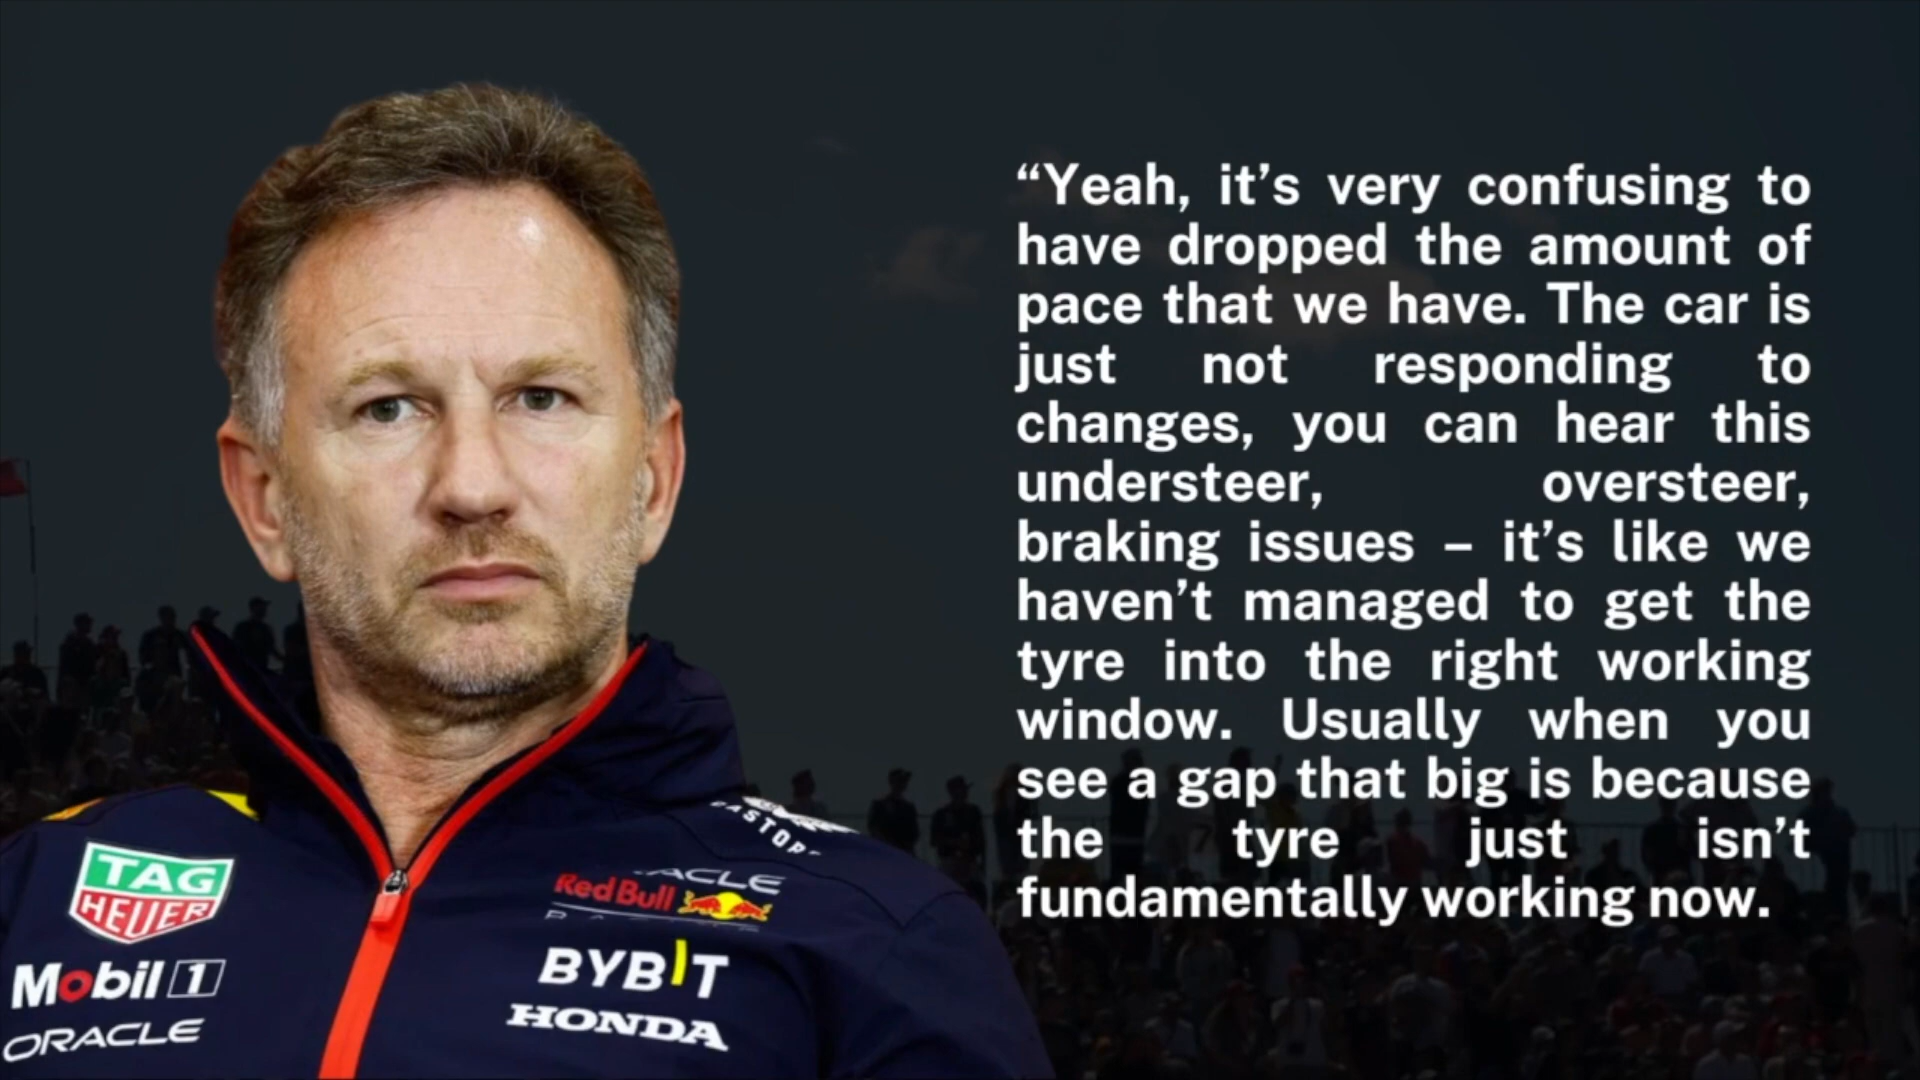 “Yeah, it’s very confusing to
have dropped the amount of
pace that we have. The car is
just not responding to
changes, you can hear this
understeer, oversteer,
braking issues – it’s like we
haven’t managed to get the
tyre into the right working
window. Usually when you
see a gap that big is because
the tyre just isn’t
fundamentally working now.
TAG
HEUER
Mobil 1
ORACLE
Red Bull
BYBIT
HONDA